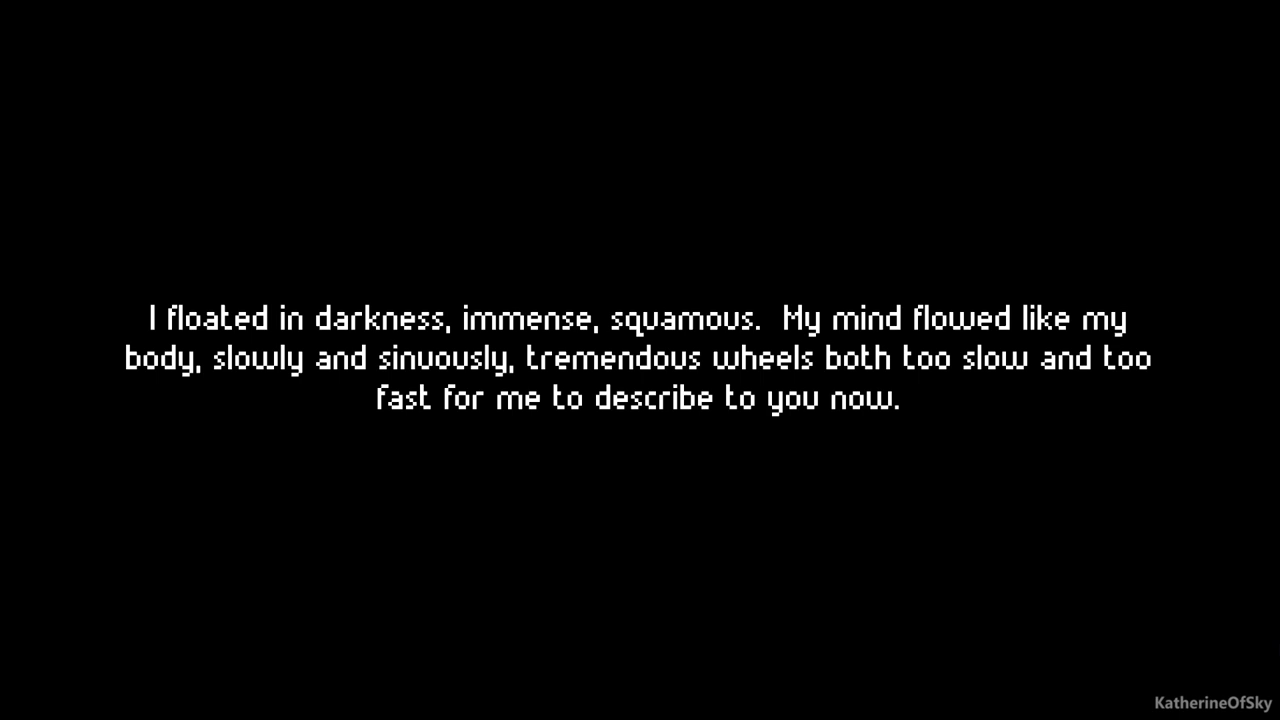 I floated in darkness, immense, squamous.  My mind flowed like my
body, slowly and sinuously, tremendous wheels both too slow and too
fast for me to describe to you now.
KatherineOfSky